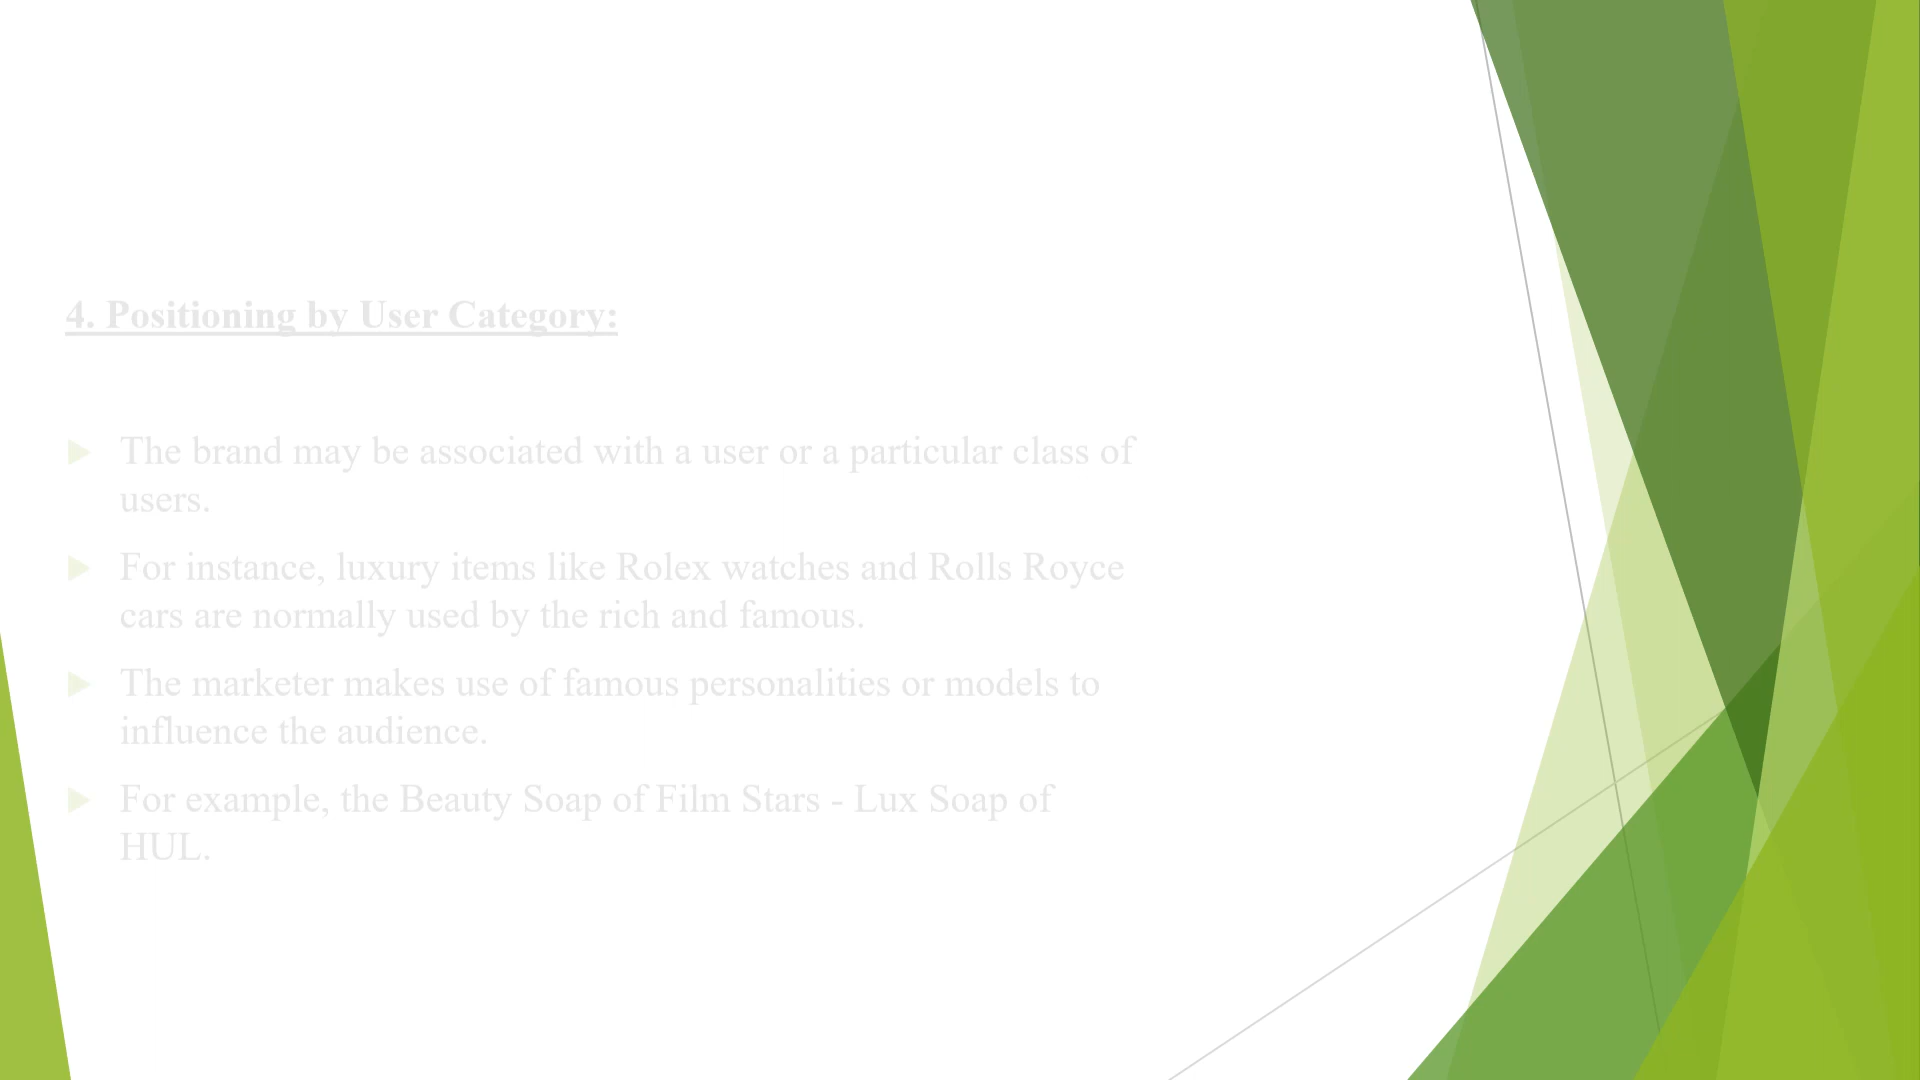 4. Positioning by User Category:
The brand may be associated with a user or a particular class of
users.
For instance, luxury items like Rolex watches and Rolls Royce
cars are normally used by the rich and famous.
The marketer makes use of famous personalities or models to
influence the audience.
For example, the Beauty Soap of Film Stars - Lux Soap of
HUL.